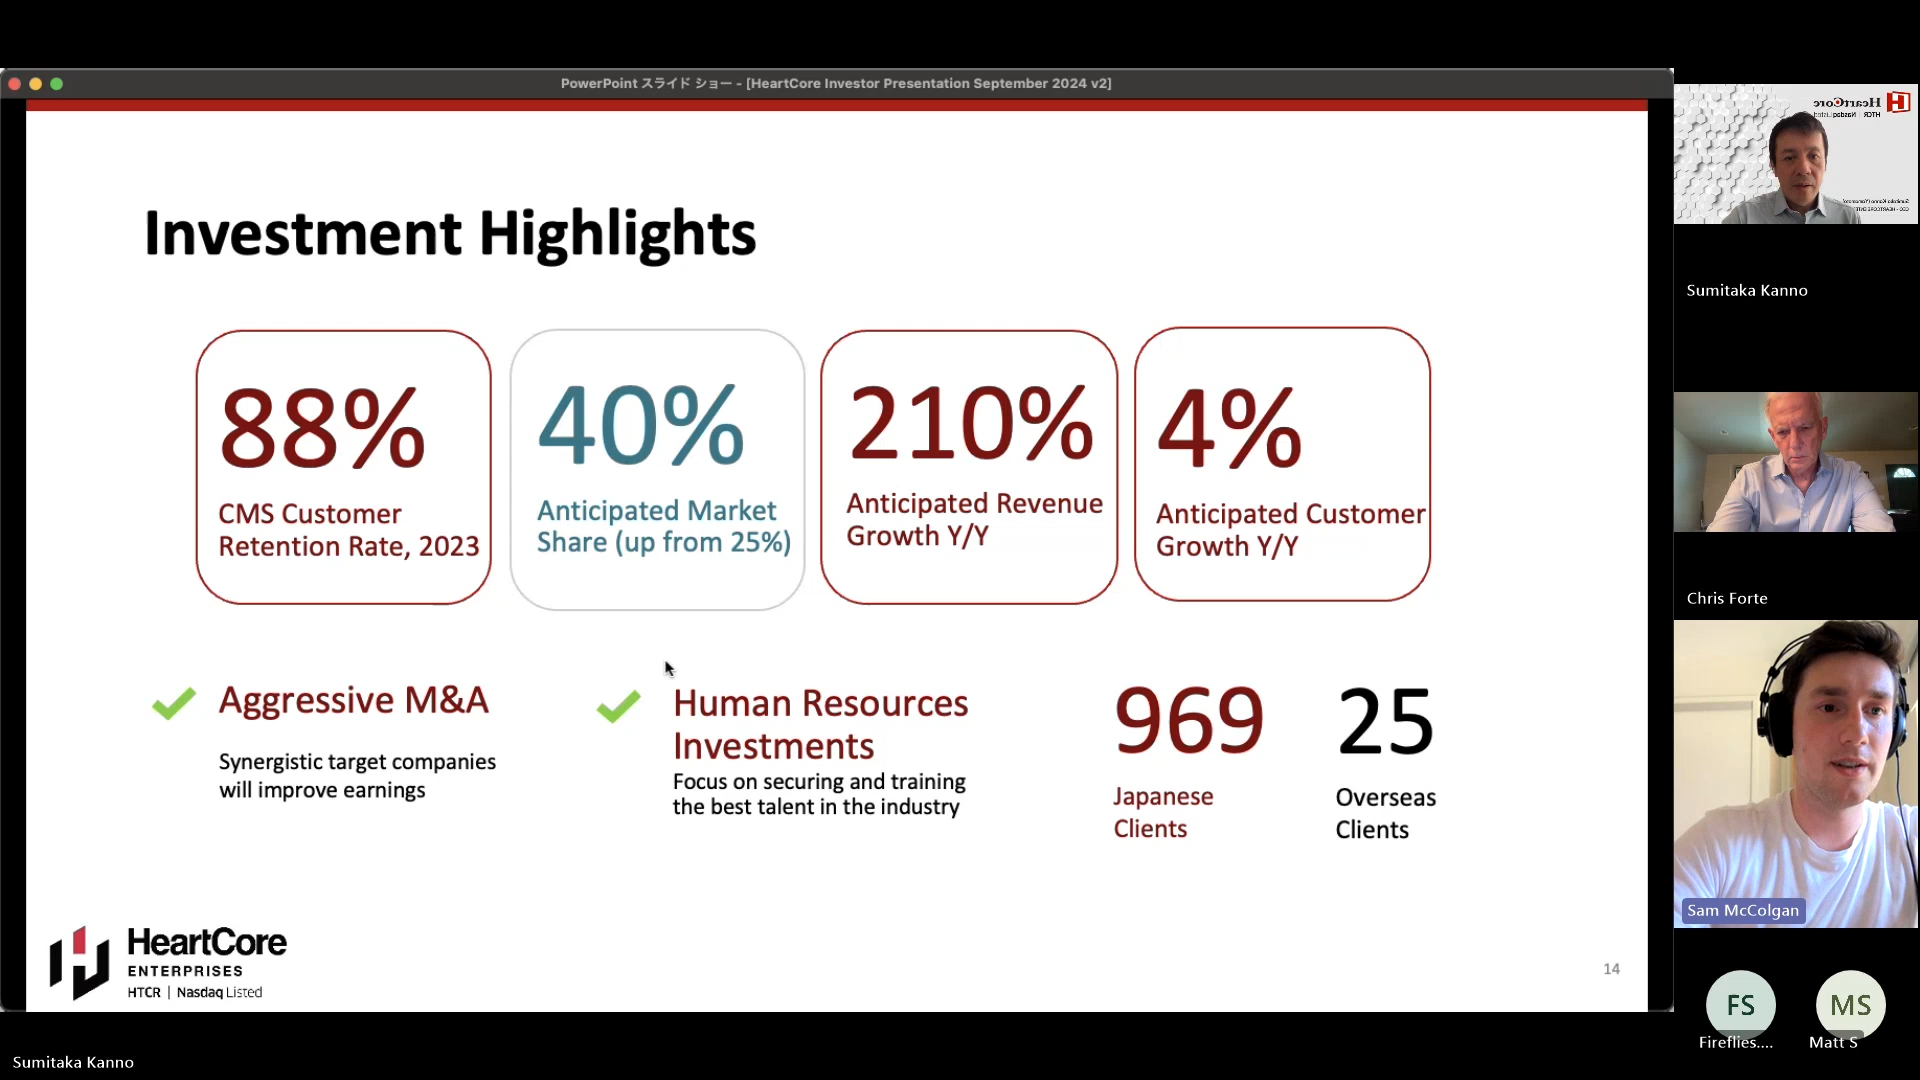 PowerPoint スライド ショー - [HeartCore Investor Presentation September 2024 v2]
Investment Highlights
88%
CMS Customer
Retention Rate, 2023
40%
Anticipated Market
Share (up from 25%)
210%
Anticipated Revenue
Growth Y/Y
4%
Anticipated Customer
Growth Y/Y
Aggressive M&A
Synergistic target companies
will improve earnings
Human Resources
Investments
Focus on securing and training
the best talent in the industry
969
Japanese
Clients
25
Overseas
Clients
HeartCore
ENTERPRISES
HTCR | Nasdaq Listed
14
Sumitaka Kanno
HeartCore
HTCR | Nasdaq Listed
Sumitaka Kanno
Chris Forte
Sam McColgan
FS
Fireflies....
MS
Matt S